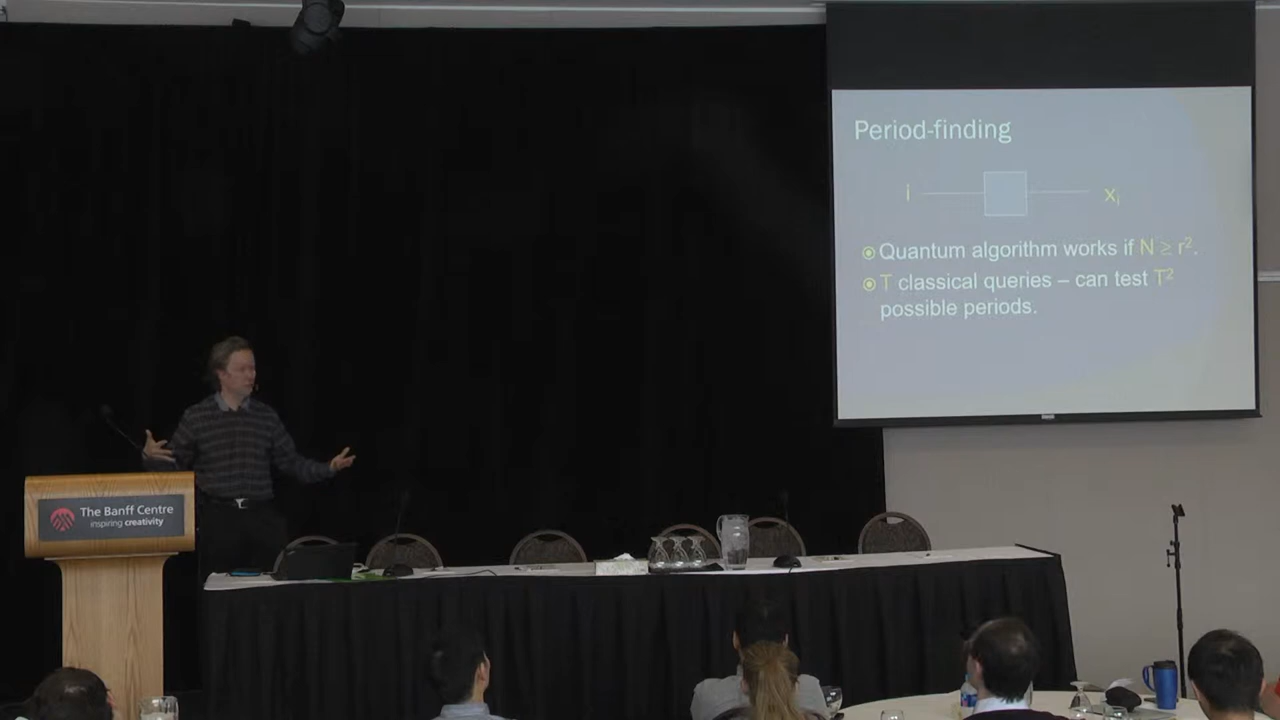 Period-finding
i
xᵢ
Quantum algorithm works if N ≥ r².
T classical queries – can test T²
possible periods.
The Banff Centre
inspiring creativity